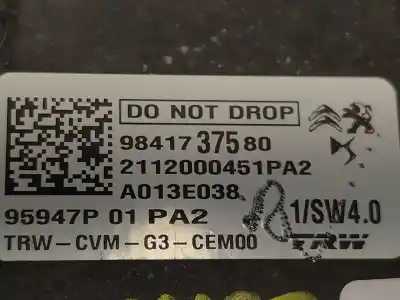 DO NOT DROP
98417 375 80
2112000451PA2
A013E038
95947P 01 PA2
1/SW4.0
TRW-CVM-G3-CEM00
TRW